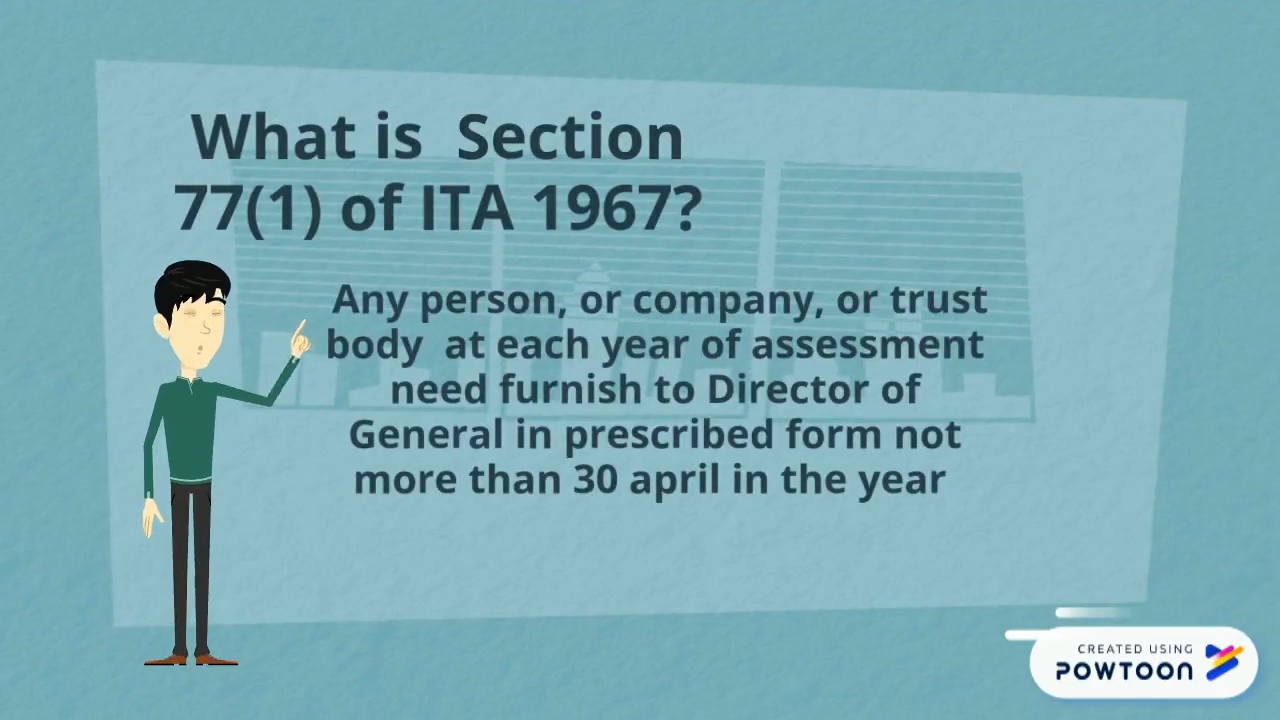 What is  Section
77(1) of ITA 1967?
Any person, or company, or trust
body  at each year of assessment
need furnish to Director of
General in prescribed form not
more than 30 april in the year
CREATED USING
POWTOON